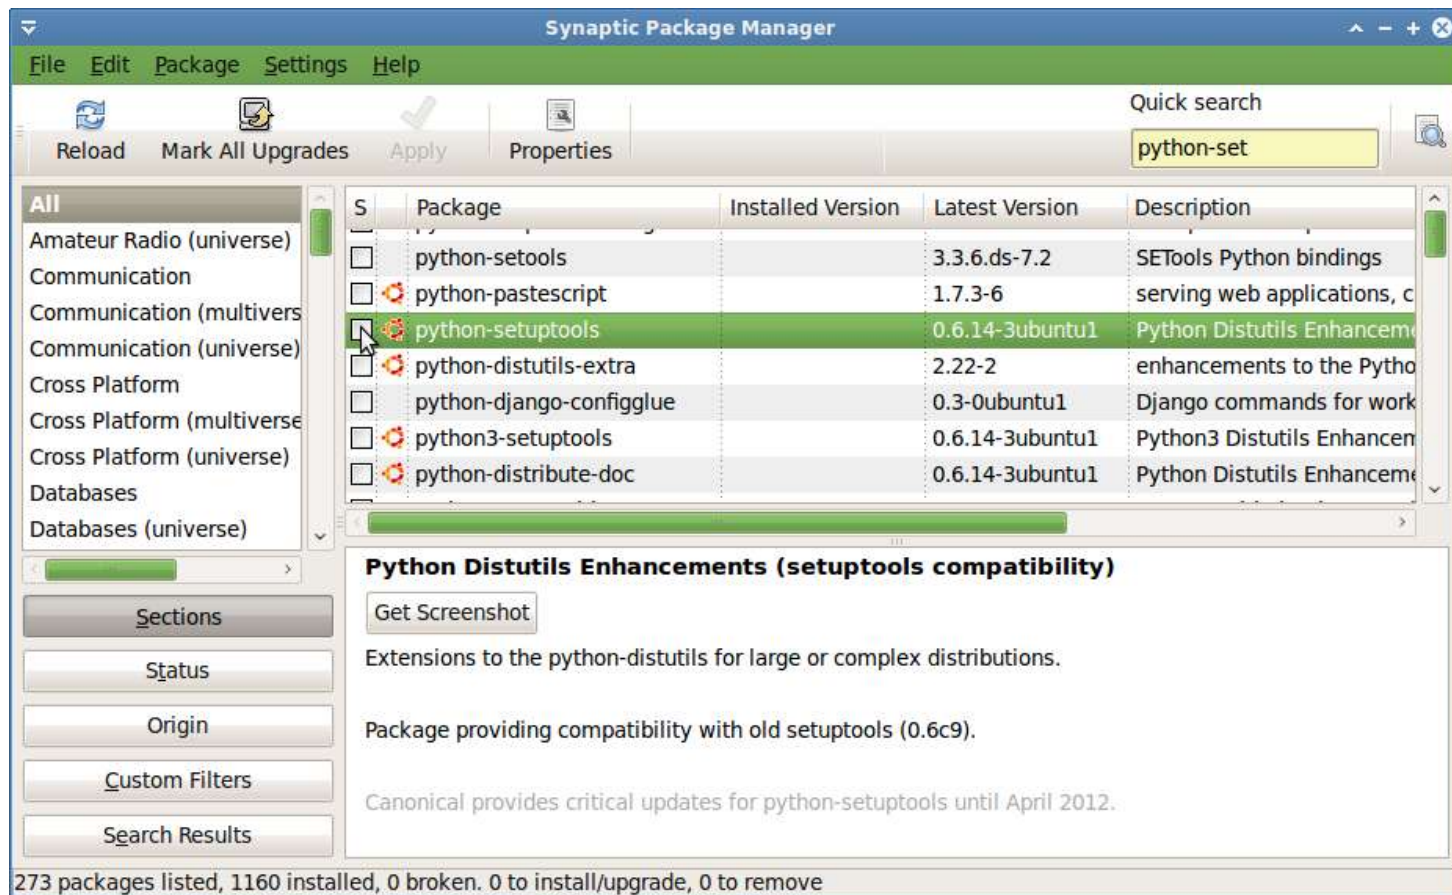 Synaptic Package Manager
File Edit Package Settings Help
Quick search
Reload Mark All Upgrades Apply Properties
python-set
All
Amateur Radio (universe)
Communication
Communication (multivers
Communication (universe)
Cross Platform
Cross Platform (multiverse
Cross Platform (universe)
Databases
Databases (universe)
Sections
Status
Origin
Custom Filters
Search Results
S Package Installed Version Latest Version Description
python-setools 3.3.6.ds-7.2 SETools Python bindings
python-pastescript 1.7.3-6 serving web applications, c
python-setuptools 0.6.14-3ubuntu1 Python Distutils Enhanceme
python-distutils-extra 2.22-2 enhancements to the Pytho
python-django-configglue 0.3-0ubuntu1 Django commands for work
python3-setuptools 0.6.14-3ubuntu1 Python3 Distutils Enhancem
python-distribute-doc 0.6.14-3ubuntu1 Python Distutils Enhanceme
Python Distutils Enhancements (setuptools compatibility)
Get Screenshot
Extensions to the python-distutils for large or complex distributions.
Package providing compatibility with old setuptools (0.6c9).
Canonical provides critical updates for python-setuptools until April 2012.
273 packages listed, 1160 installed, 0 broken. 0 to install/upgrade, 0 to remove